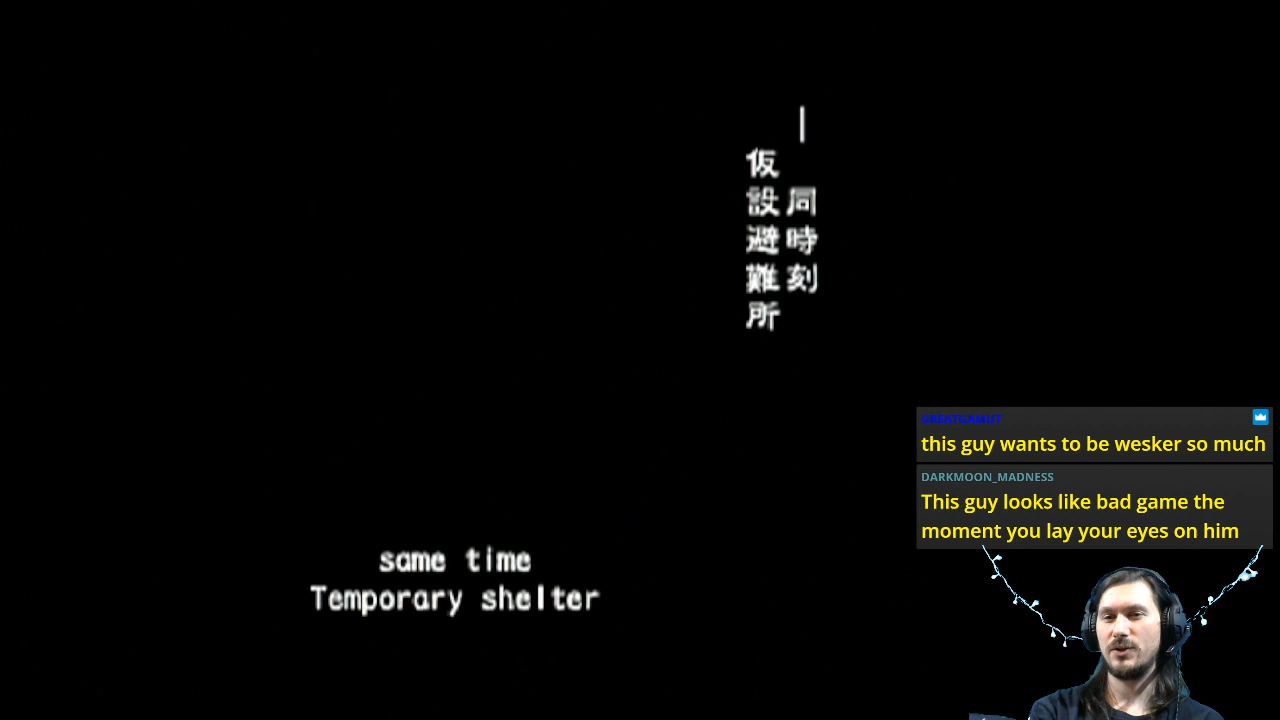 ―同時刻
仮設避難所
same time
Temporary shelter
GREATGAMUT
this guy wants to be wesker so much
DARKMOON_MADNESS
This guy looks like bad game the
moment you lay your eyes on him